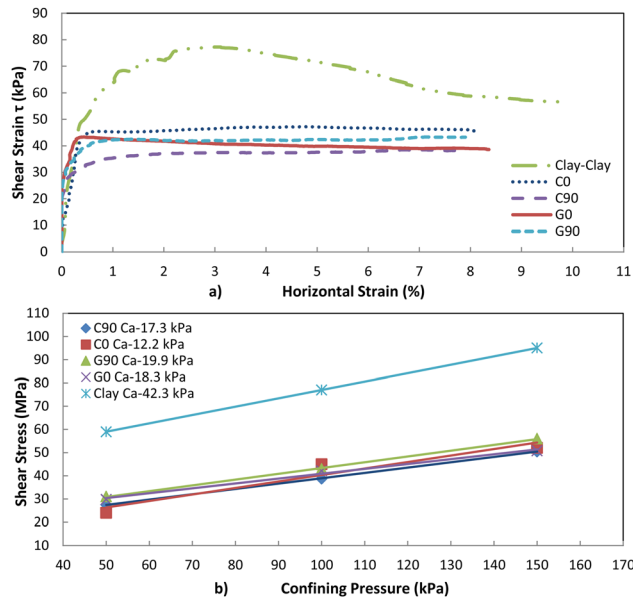 90
80
70
60
50
40
30
20
10
0
Shear Strain τ (kPa)
Clay-Clay
C0
C90
G0
G90
0 1 2 3 4 5 6 7 8 9 10 11
a) Horizontal Strain (%)
110
100
90
80
70
60
50
40
30
20
10
Shear Stress (MPa)
C90 Ca-17.3 kPa
C0 Ca-12.2 kPa
G90 Ca-19.9 kPa
G0 Ca-18.3 kPa
Clay Ca-42.3 kPa
40 50 60 70 80 90 100 110 120 130 140 150 160 170
b) Confining Pressure (kPa)